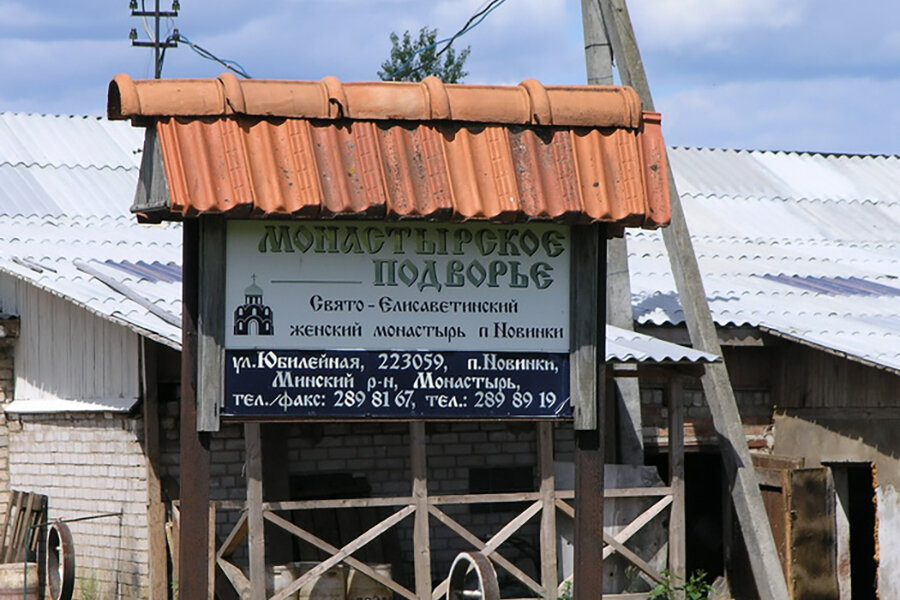 Монастырское
подворье
Свято-Елисаветинский
женский монастырь п Новинки
ул.Юбилейная, 223059, п.Новинки,
Минский р-н, Монастырь,
тел./факс: 289 81 67, тел.: 289 89 19